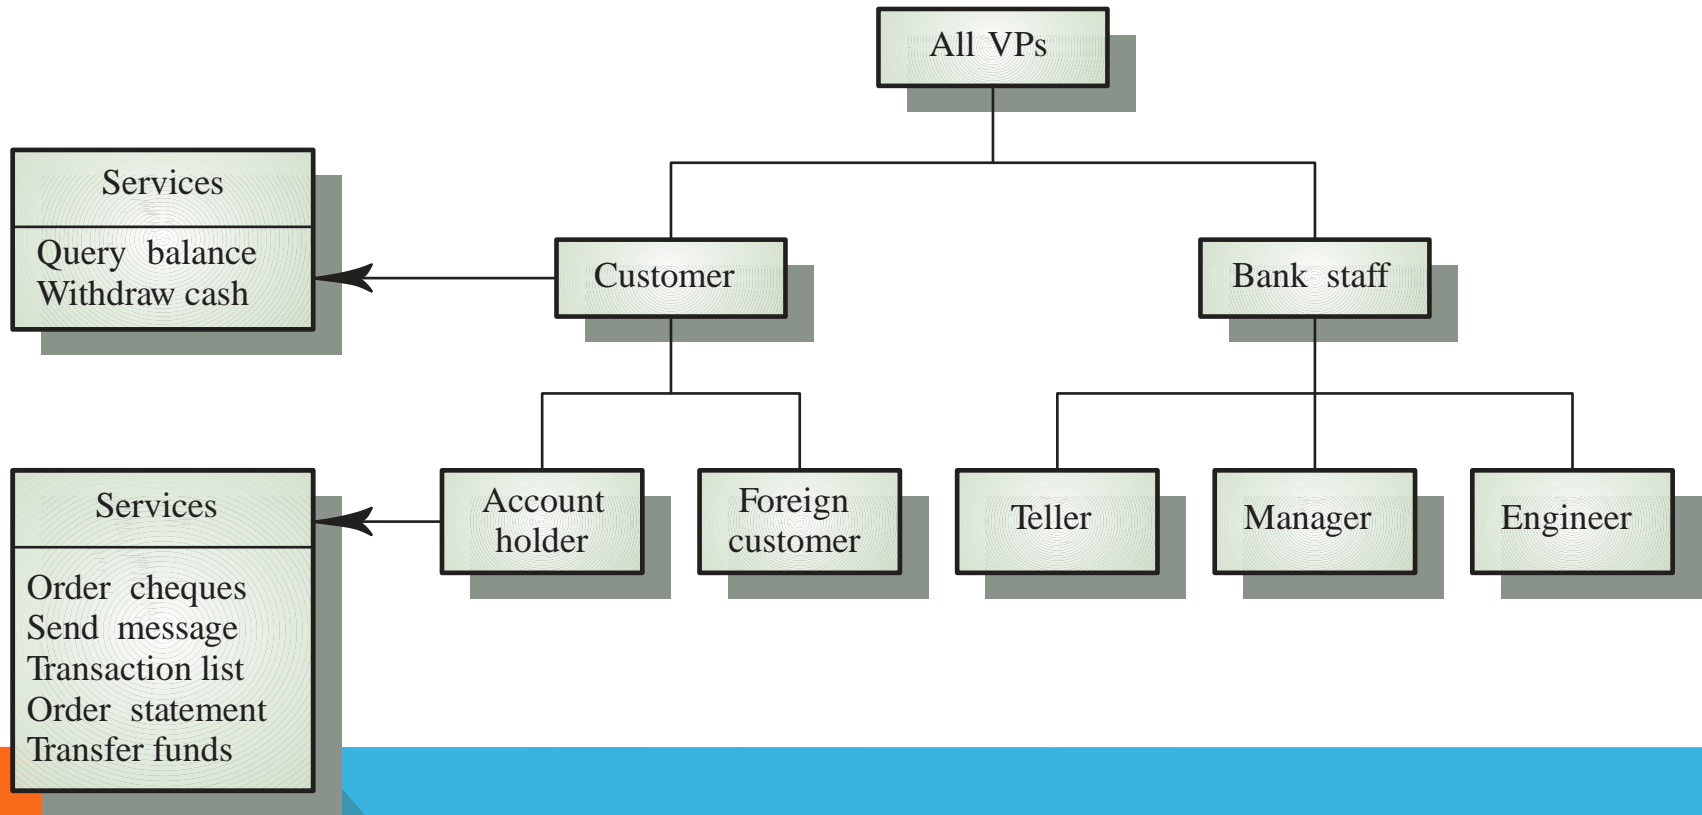 All VPs
Services
Query balance
Withdraw cash
Customer
Bank staff
Services
Order cheques
Send message
Transaction list
Order statement
Transfer funds
Account
holder
Foreign
customer
Teller
Manager
Engineer